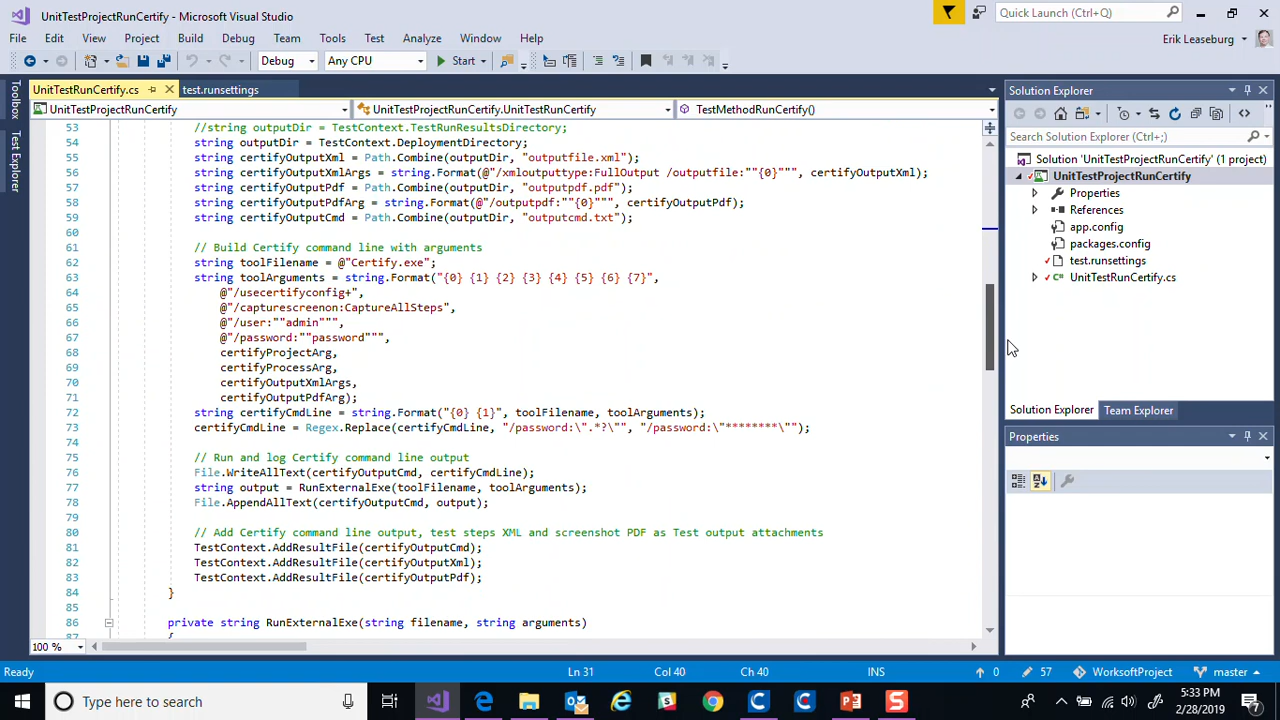 UnitTestProjectRunCertify - Microsoft Visual Studio
Quick Launch (Ctrl+Q)
File Edit View Project Build Debug Team Tools Test Analyze Window Help
Erik Leaseburg
Debug Any CPU Start
UnitTestRunCertify.cs test.runsettings
UnitTestProjectRunCertify UnitTestProjectRunCertify.UnitTestRunCertify TestMethodRunCertify()
Toolbox
Test Explorer
53 //string outputDir = TestContext.TestRunResultsDirectory;
54 string outputDir = TestContext.DeploymentDirectory;
55 string certifyOutputXml = Path.Combine(outputDir, "outputfile.xml");
56 string certifyOutputXmlArgs = string.Format(@"/xmloutputtype:FullOutput /outputfile:""{0}""", certifyOutputXml);
57 string certifyOutputPdf = Path.Combine(outputDir, "outputpdf.pdf");
58 string certifyOutputPdfArg = string.Format(@"/outputpdf:""{0}""", certifyOutputPdf);
59 string certifyOutputCmd = Path.Combine(outputDir, "outputcmd.txt");
60
61 // Build Certify command line with arguments
62 string toolFilename = @"Certify.exe";
63 string toolArguments = string.Format("{0} {1} {2} {3} {4} {5} {6} {7}",
64 @"/usecertifyconfig+",
65 @"/capturescreenon:CaptureAllSteps",
66 @"/user:""admin""",
67 @"/password:""password""",
68 certifyProjectArg,
69 certifyProcessArg,
70 certifyOutputXmlArgs,
71 certifyOutputPdfArg);
72 string certifyCmdLine = string.Format("{0} {1}", toolFilename, toolArguments);
73 certifyCmdLine = Regex.Replace(certifyCmdLine, "/password:\".*?\"", "/password:\"********\"");
74
75 // Run and log Certify command line output
76 File.WriteAllText(certifyOutputCmd, certifyCmdLine);
77 string output = RunExternalExe(toolFilename, toolArguments);
78 File.AppendAllText(certifyOutputCmd, output);
79
80 // Add Certify command line output, test steps XML and screenshot PDF as Test output attachments
81 TestContext.AddResultFile(certifyOutputCmd);
82 TestContext.AddResultFile(certifyOutputXml);
83 TestContext.AddResultFile(certifyOutputPdf);
84 }
85
86 private string RunExternalExe(string filename, string arguments)
87 {
100 %
Solution Explorer
Search Solution Explorer (Ctrl+;)
Solution 'UnitTestProjectRunCertify' (1 project)
UnitTestProjectRunCertify
Properties
References
app.config
packages.config
test.runsettings
C# UnitTestRunCertify.cs
Solution Explorer Team Explorer
Properties
Ready Ln 31 Col 40 Ch 40 INS 0 57 WorksoftProject master
Type here to search
5:33 PM
2/28/2019
7